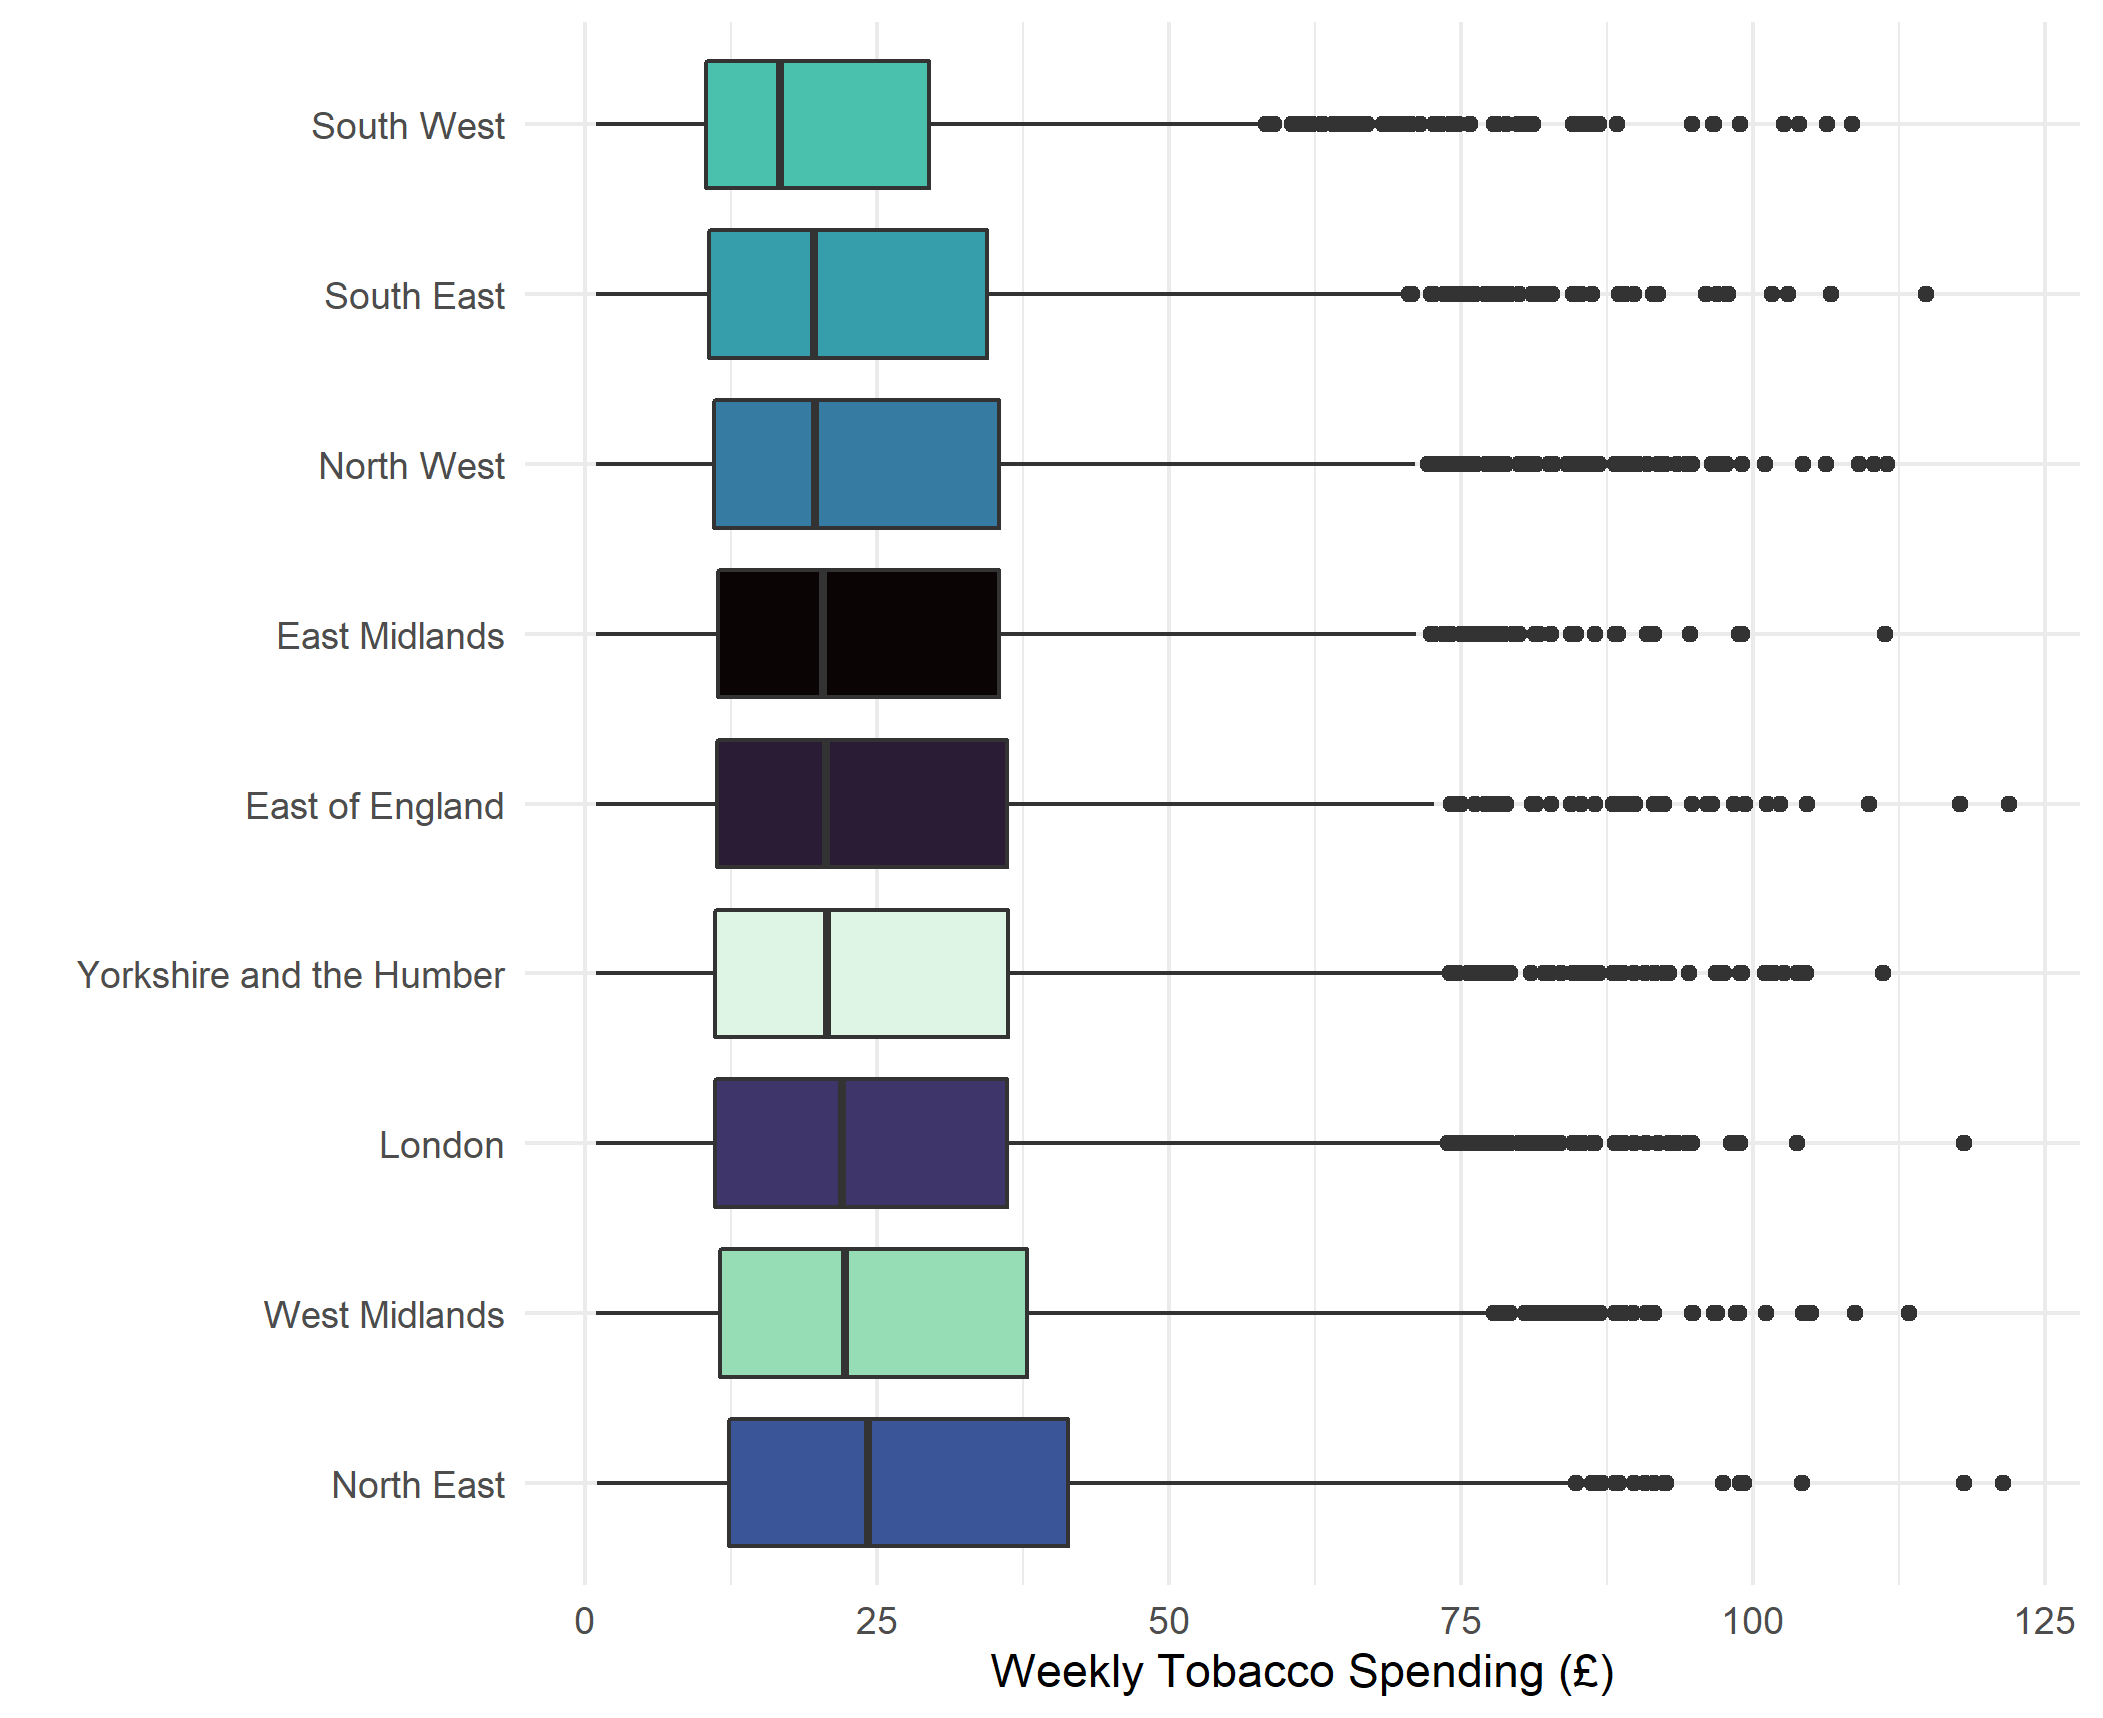 South West
South East
North West
East Midlands
East of England
Yorkshire and the Humber
London
West Midlands
North East
0 25 50 75 100 125
Weekly Tobacco Spending (£)